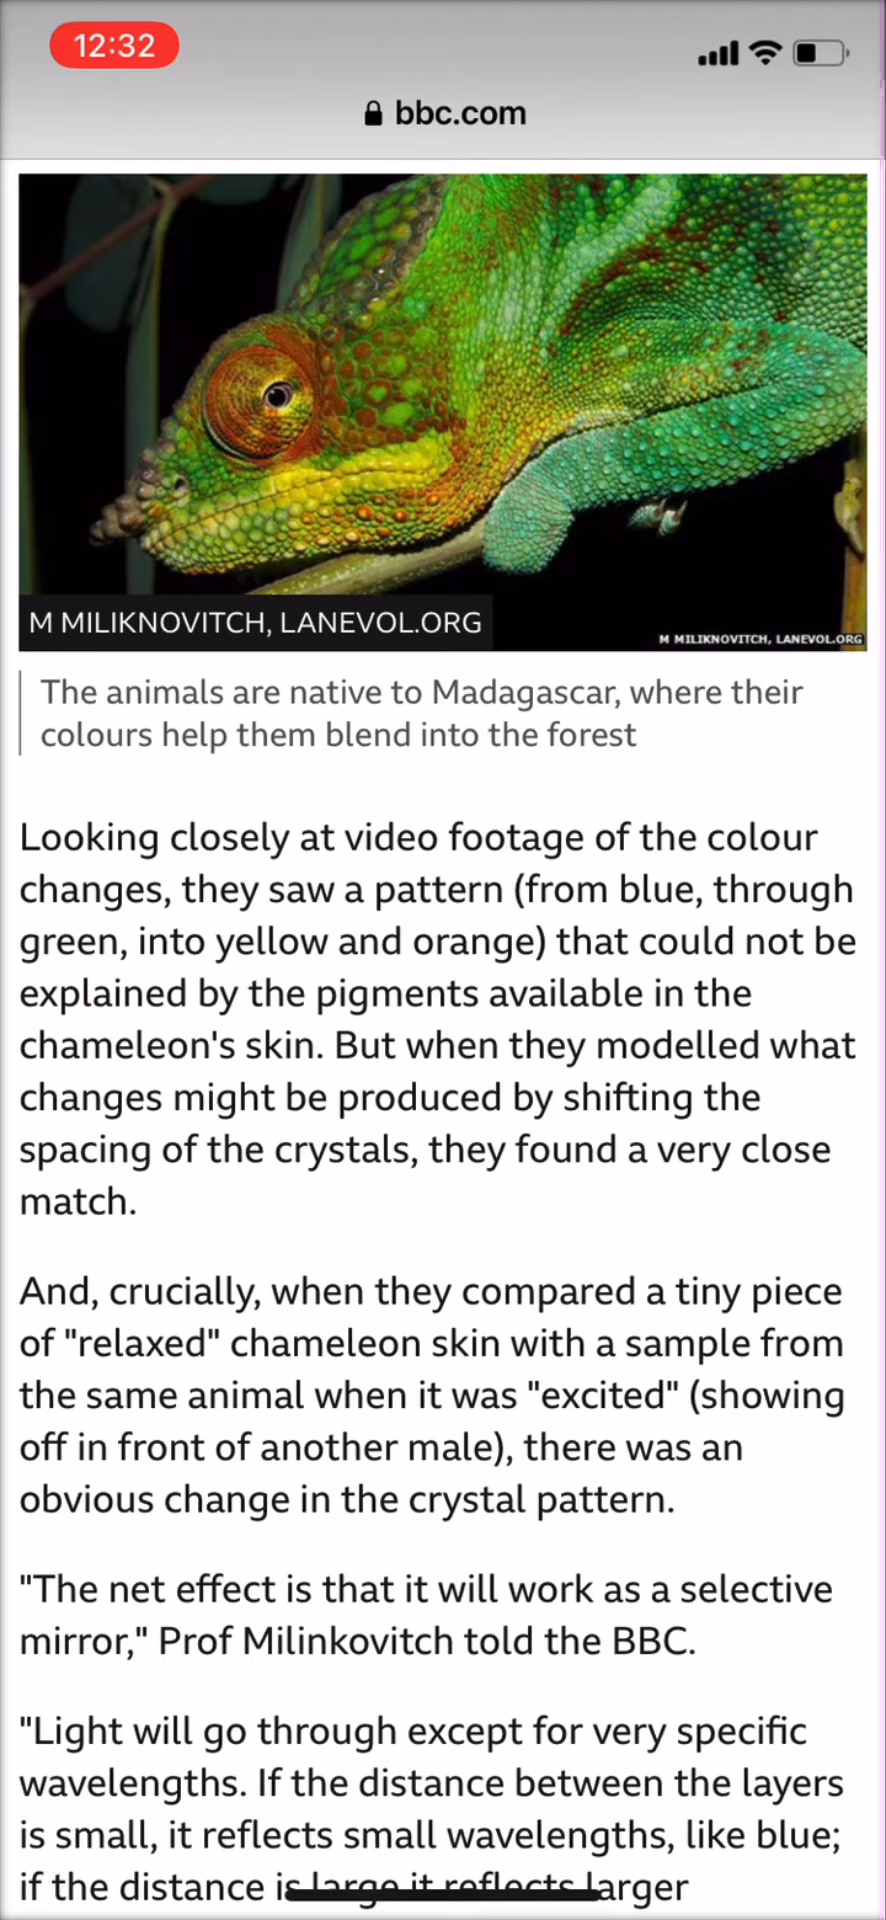 12:32
bbc.com
M MILIKNOVITCH, LANEVOL.ORG
M MILIKNOVITCH, LANEVOL.ORG
The animals are native to Madagascar, where their
colours help them blend into the forest
Looking closely at video footage of the colour
changes, they saw a pattern (from blue, through
green, into yellow and orange) that could not be
explained by the pigments available in the
chameleon's skin. But when they modelled what
changes might be produced by shifting the
spacing of the crystals, they found a very close
match.
And, crucially, when they compared a tiny piece
of "relaxed" chameleon skin with a sample from
the same animal when it was "excited" (showing
off in front of another male), there was an
obvious change in the crystal pattern.
"The net effect is that it will work as a selective
mirror," Prof Milinkovitch told the BBC.
"Light will go through except for very specific
wavelengths. If the distance between the layers
is small, it reflects small wavelengths, like blue;
if the distance is large it reflects larger